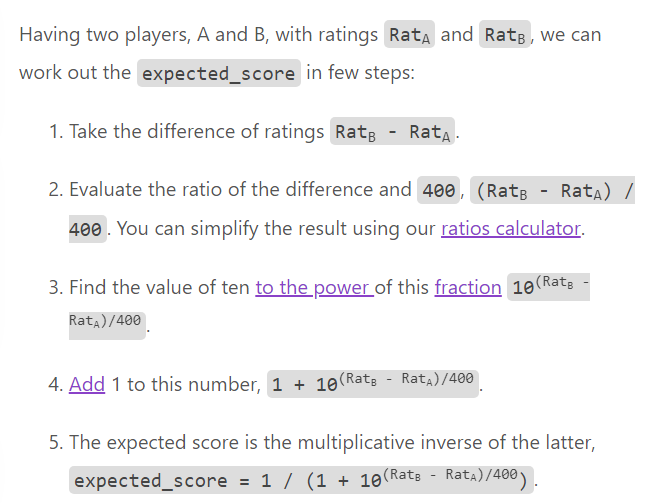 Having two players, A and B, with ratings Rat_A and Rat_B, we can
work out the expected_score in few steps:
1. Take the difference of ratings Rat_B - Rat_A.
2. Evaluate the ratio of the difference and 400, (Rat_B - Rat_A) /
400. You can simplify the result using our ratios calculator.
3. Find the value of ten to the power of this fraction 10^(Rat_B -
Rat_A)/400.
4. Add 1 to this number, 1 + 10^(Rat_B - Rat_A)/400.
5. The expected score is the multiplicative inverse of the latter,
expected_score = 1 / (1 + 10^(Rat_B - Rat_A)/400).